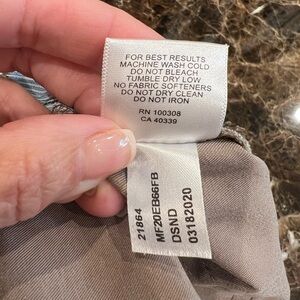 FOR BEST RESULTS
MACHINE WASH COLD
DO NOT BLEACH
TUMBLE DRY LOW
NO FABRIC SOFTENERS
DO NOT DRY CLEAN
DO NOT IRON
RN 100308
CA 40339
21864
MF20EB66FB
DSND
03182020